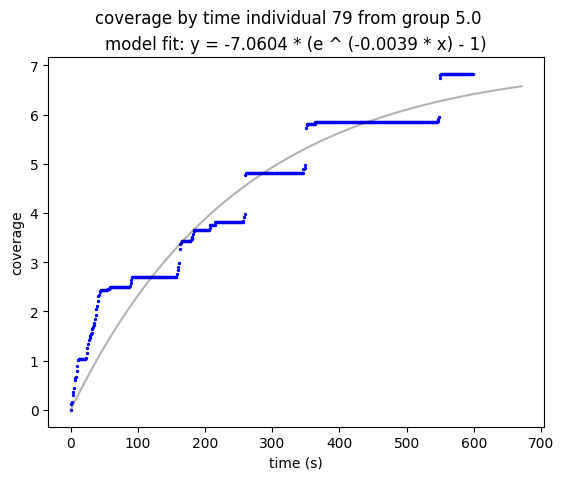 coverage by time individual 79 from group 5.0
model fit: y = -7.0604 * (e ^ (-0.0039 * x) - 1)
7
6
5
4
3
2
1
0
coverage
0 100 200 300 400 500 600 700
time (s)